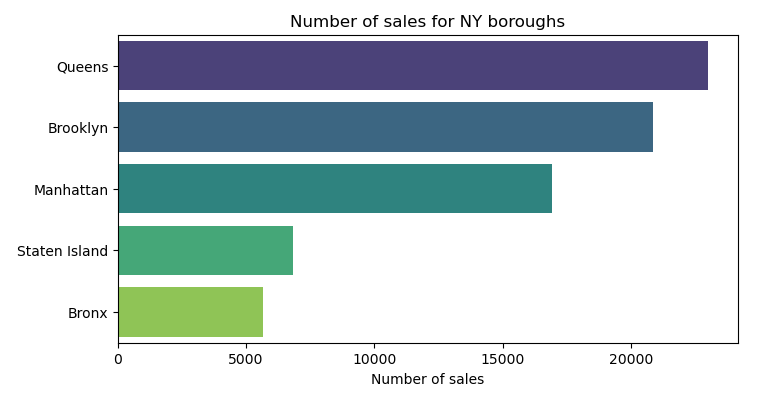 Number of sales for NY boroughs
Queens
Brooklyn
Manhattan
Staten Island
Bronx
0 5000 10000 15000 20000
Number of sales